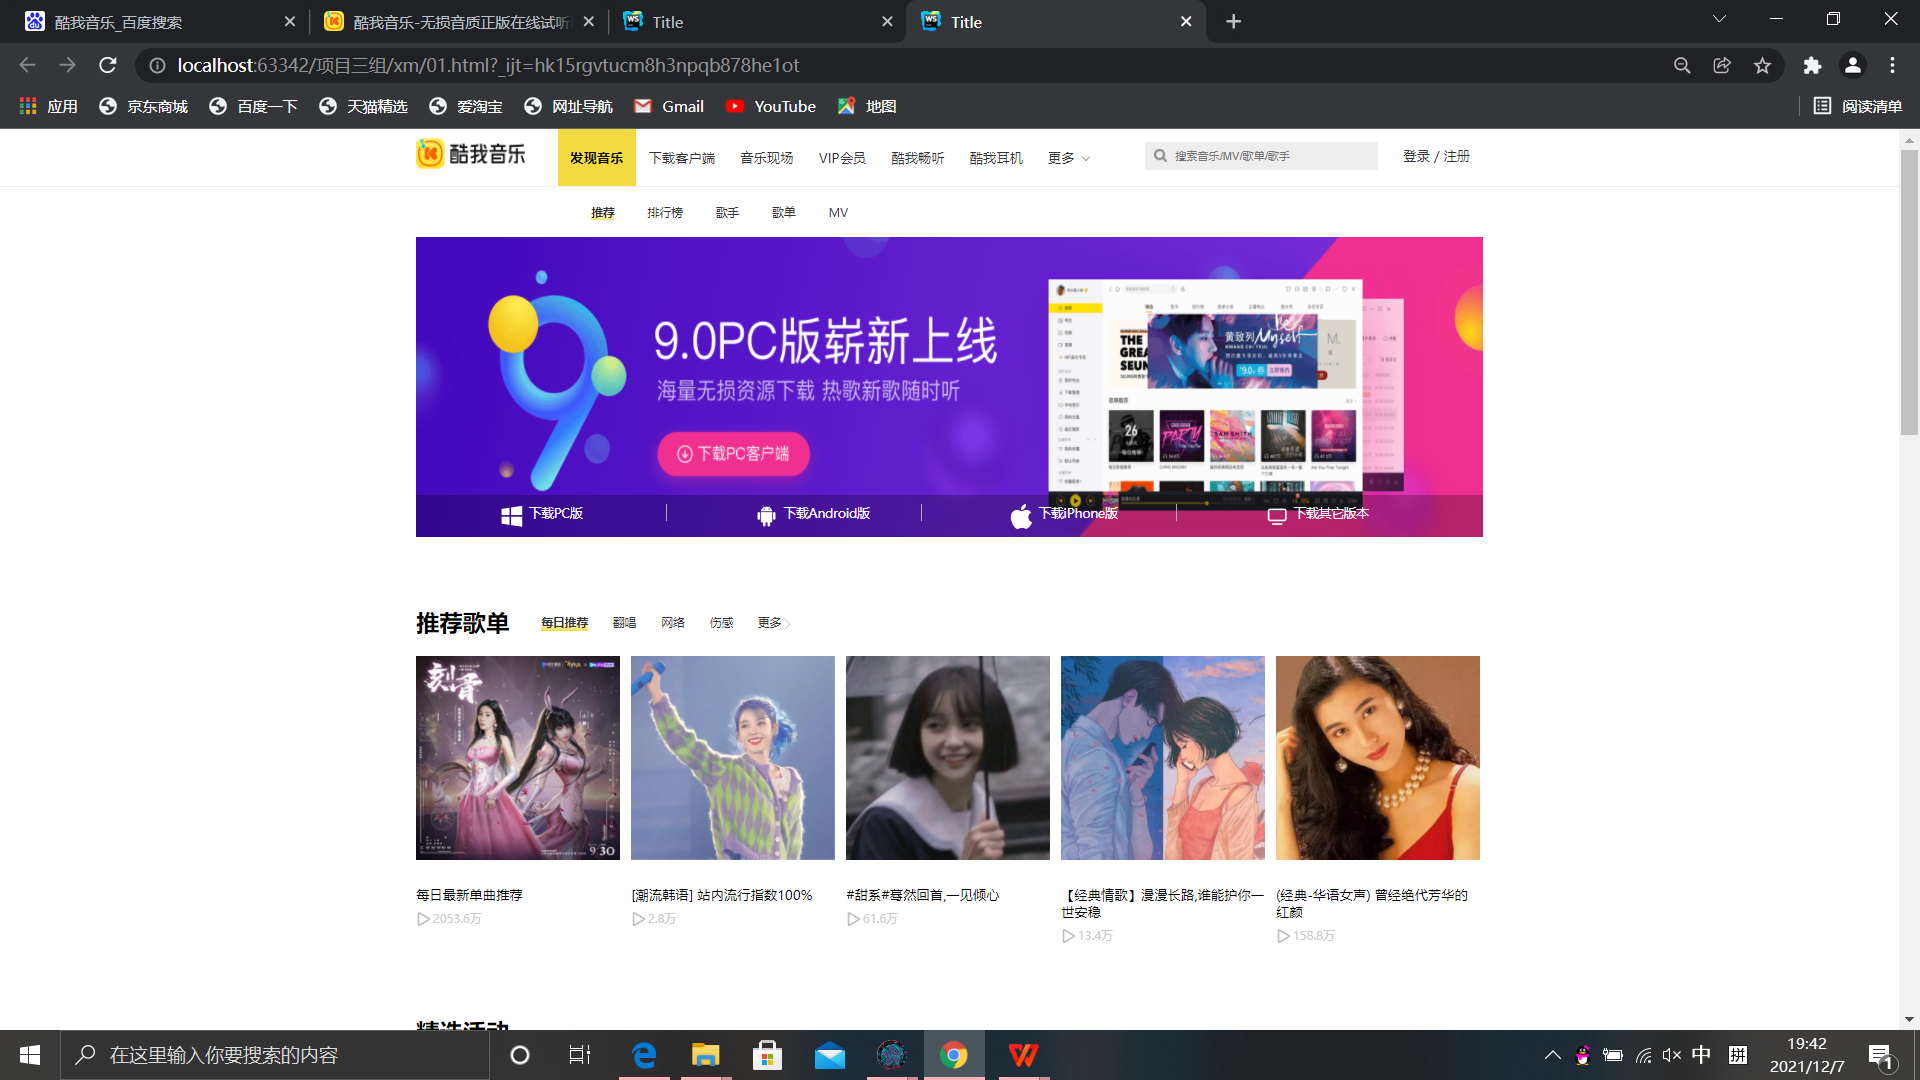 酷我音乐_百度搜索
酷我音乐-无损音质正版在线试听
Title
Title
localhost:63342/项目三组/xm/01.html?_ijt=hk15rgvtucm8h3npqb878he1ot
应用 京东商城 百度一下 天猫精选 爱淘宝 网址导航 Gmail YouTube 地图 阅读清单
酷我音乐 发现音乐 下载客户端 音乐现场 VIP会员 酷我畅听 酷我耳机 更多 搜索音乐/MV/歌单/歌手 登录 / 注册
推荐 排行榜 歌手 歌单 MV
9.0PC版崭新上线
海量无损资源下载 热歌新歌随时听
下载PC客户端
黄致列
Myself
THE
26
PARTY
SAM SMITH
下载PC版 下载Android版 下载iPhone版 下载其它版本
推荐歌单 每日推荐 翻唱 网络 伤感 更多
刻骨
9 30
每日最新单曲推荐
2053.6万
[潮流韩语] 站内流行指数100%
2.8万
#甜系#蓦然回首,一见倾心
61.6万
【经典情歌】漫漫长路,谁能护你一
世安稳
13.4万
(经典-华语女声) 曾经绝代芳华的
红颜
158.8万
精选活动
在这里输入你要搜索的内容
中 拼
19:42
2021/12/7
1